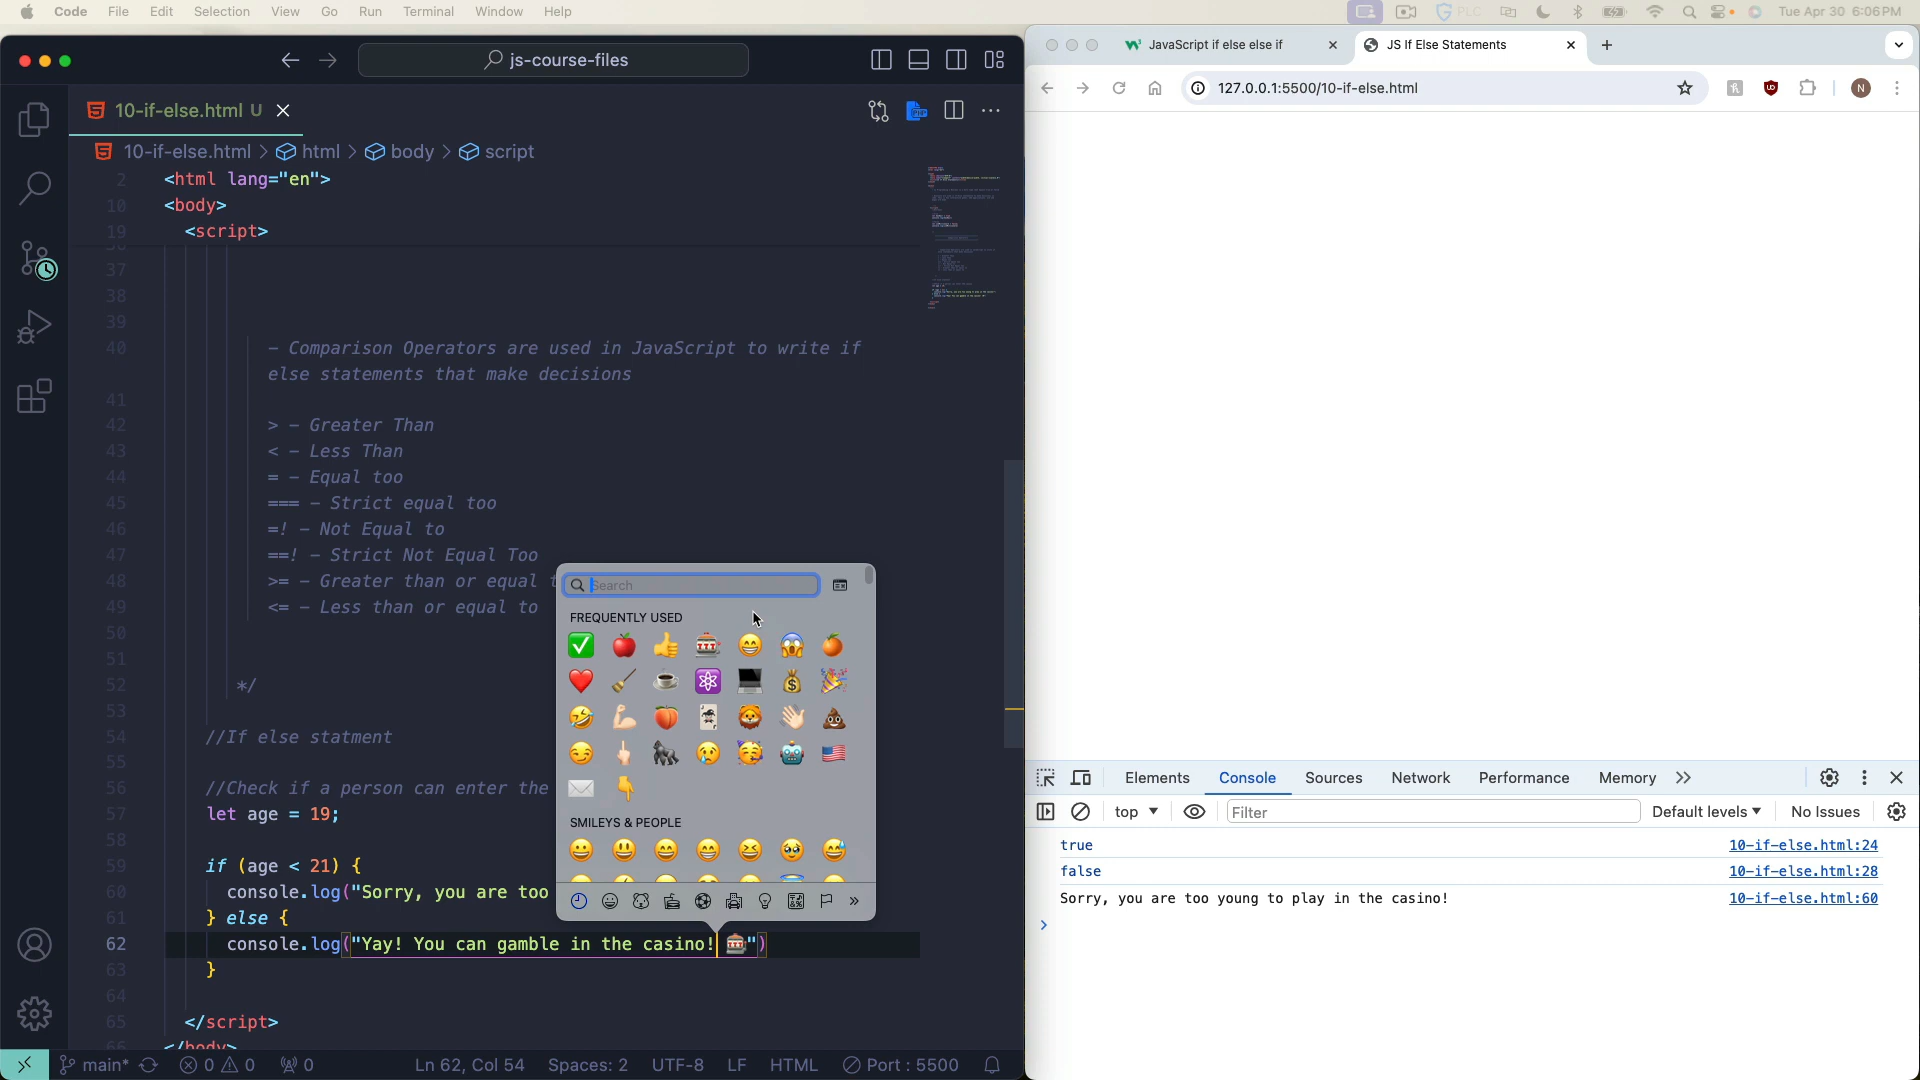 Code File Edit Selection View Go Run Terminal Window Help
Tue Apr 30 6:06PM
js-course-files
10-if-else.html U
10-if-else.html > html > body > script
2 <html lang="en">
10 <body>
19 <script>
37
38
39
40 - Comparison Operators are used in JavaScript to write if
else statements that make decisions
41
42 > - Greater Than
43 < - Less Than
44 = - Equal too
45 === - Strict equal too
46 =! - Not Equal to
47 ==! - Strict Not Equal Too
48 >= - Greater than or equal
49 <= - Less than or equal to
50
51
52 */
53
54 //If else statment
55
56 //Check if a person can enter the
57 let age = 19;
58
59 if (age < 21) {
60 console.log("Sorry, you are too
61 } else {
62 console.log("Yay! You can gamble in the casino! 🎰")
63 }
64
65 </script>
66 </body>
Search
FREQUENTLY USED
SMILEYS & PEOPLE
main* 0 0 0 Ln 62, Col 54 Spaces: 2 UTF-8 LF HTML Port : 5500
JavaScript if else else if
JS If Else Statements
127.0.0.1:5500/10-if-else.html
N
Elements Console Sources Network Performance Memory
top Filter Default levels No Issues
true 10-if-else.html:24
false 10-if-else.html:28
Sorry, you are too young to play in the casino! 10-if-else.html:60